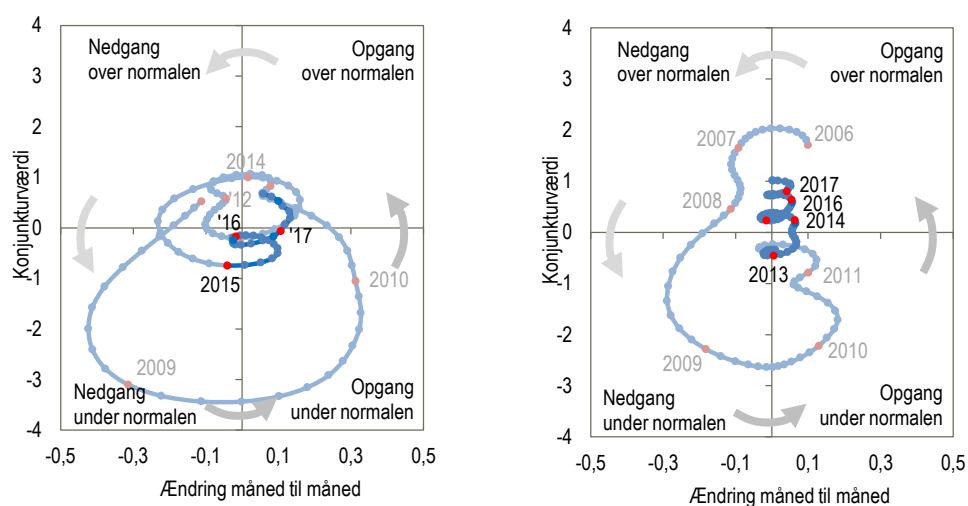 4
3
2
1
0
-1
-2
-3
-4
Konjunkturværdi
Nedgang
over normalen
Opgang
over normalen
2014
'12
'16
'17
2015
2010
2009
Nedgang
under normalen
Opgang
under normalen
-0,5
-0,3
-0,1
0,1
0,3
0,5
Ændring måned til måned
4
3
2
1
0
-1
-2
-3
-4
Konjunkturværdi
Nedgang
over normalen
Opgang
over normalen
2007
2006
2017
2016
2008
2014
2013
2011
2009
2010
Nedgang
under normalen
Opgang
under normalen
-0,5
-0,3
-0,1
0,1
0,3
0,5
Ændring måned til måned